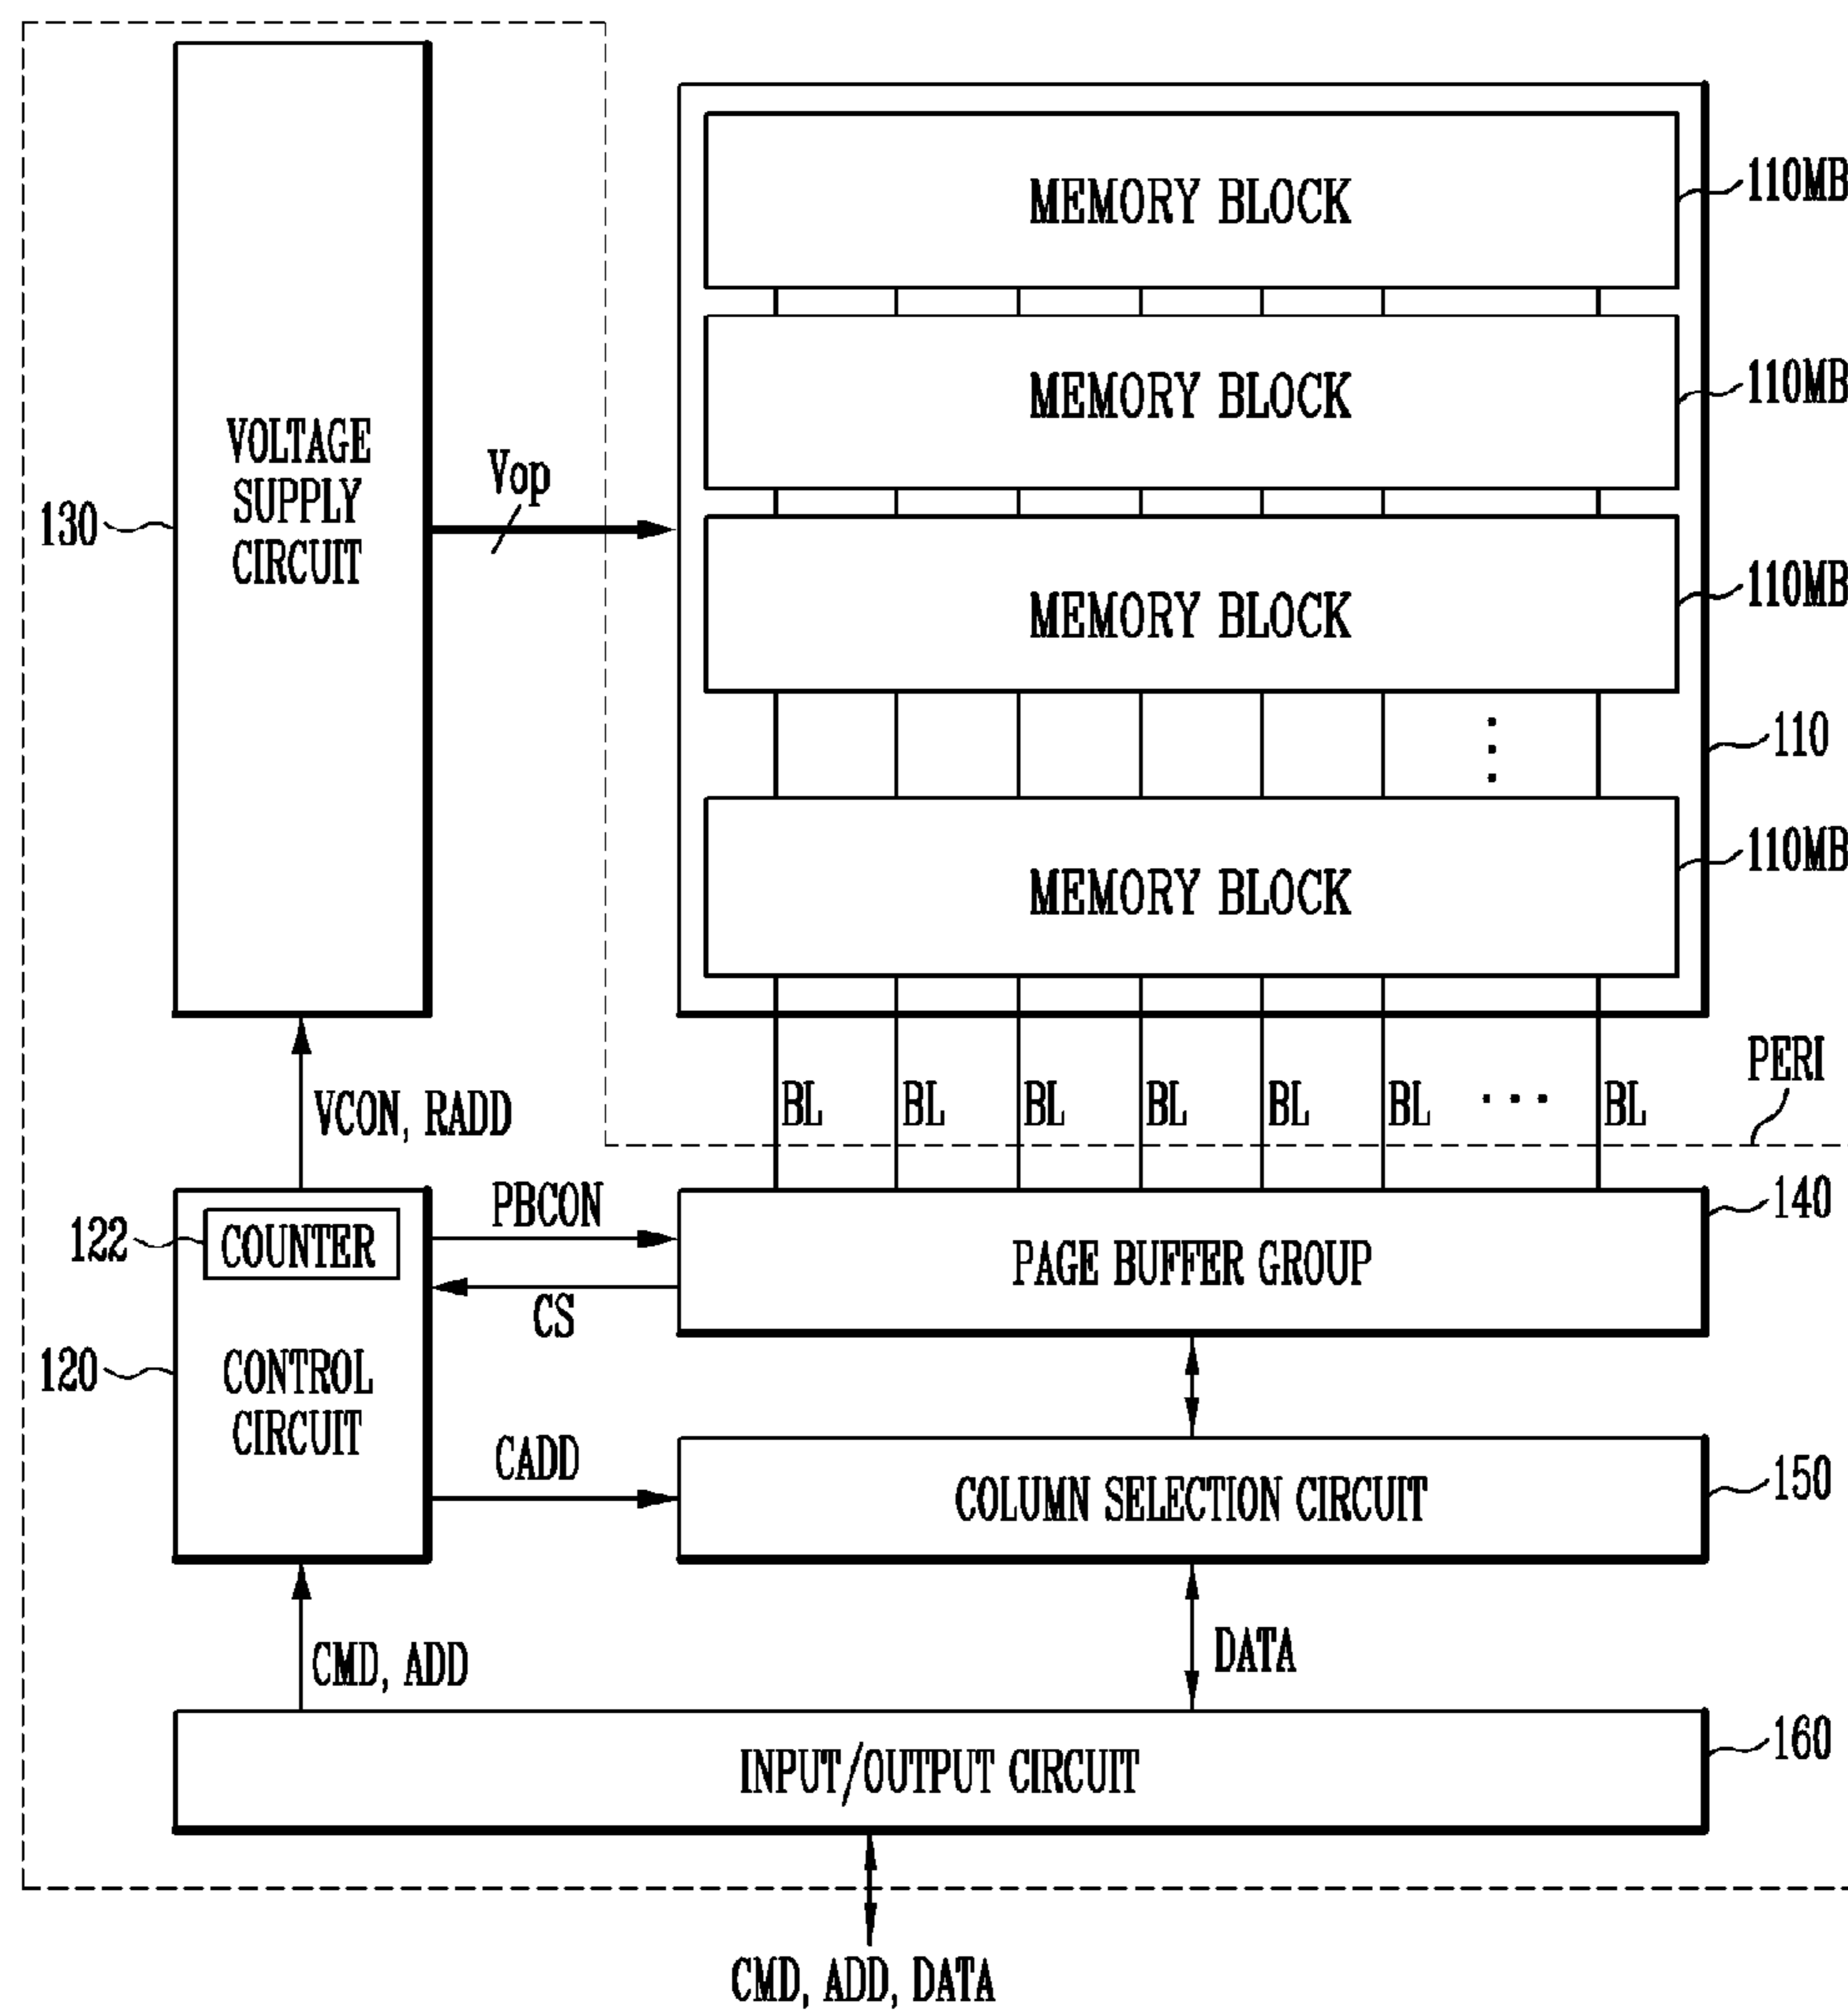 MEMORY BLOCK
110MB
MEMORY BLOCK
110MB
VOLTAGE
SUPPLY
CIRCUIT
130
Vop
MEMORY BLOCK
110MB
110
MEMORY BLOCK
110MB
PERI
BL BL BL BL BL BL ... BL
VCON, RADD
122
COUNTER
PBCON
CS
PAGE BUFFER GROUP
140
120
CONTROL
CIRCUIT
CADD
COLUMN SELECTION CIRCUIT
150
CMD, ADD
DATA
INPUT/OUTPUT CIRCUIT
160
CMD, ADD, DATA